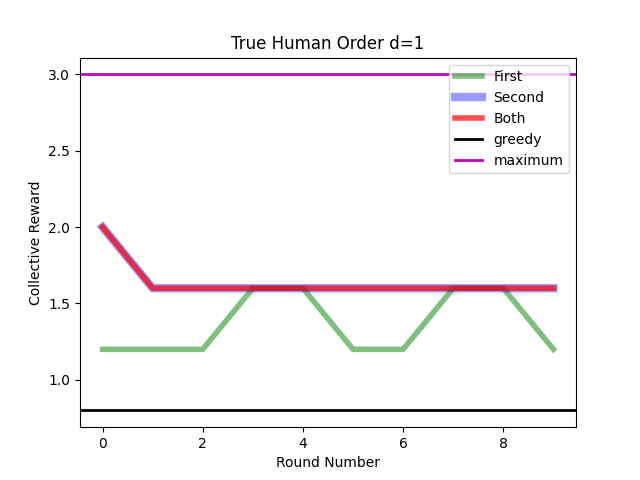 True Human Order d=1
First
Second
Both
greedy
maximum
Collective Reward
3.0
2.5
2.0
1.5
1.0
0
2
4
6
8
Round Number